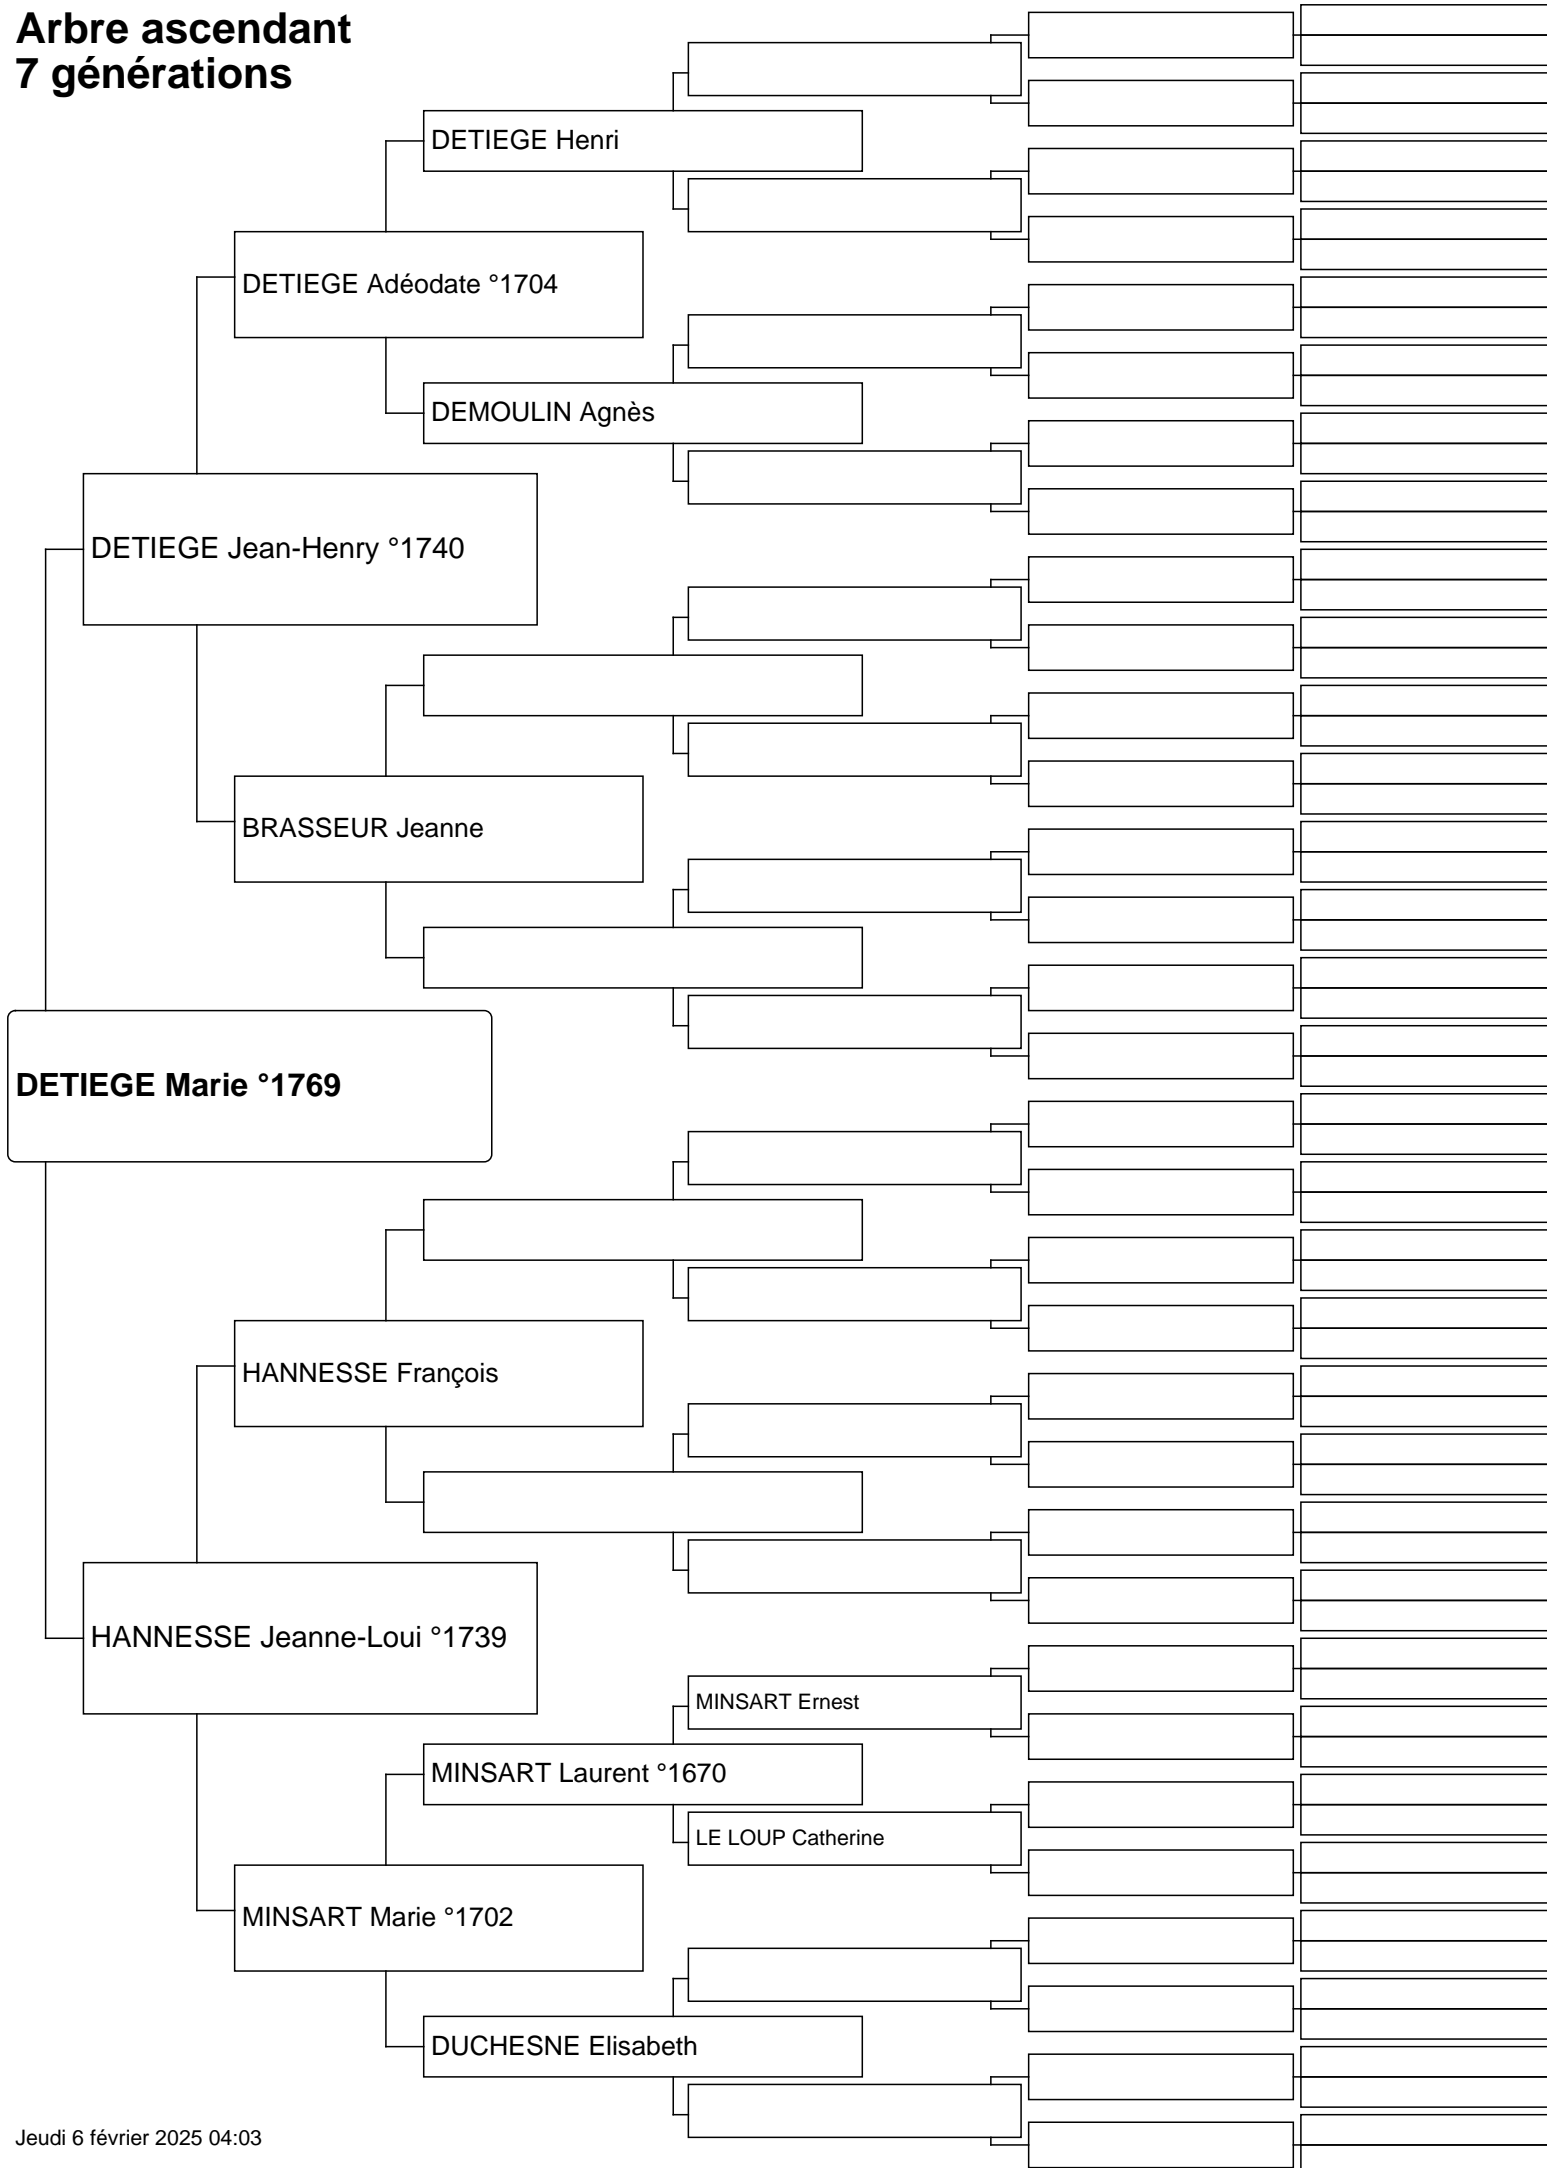 Arbre ascendant
7 générations
DETIEGE Henri
DETIEGE Adéodate °1704
DEMOULIN Agnès
DETIEGE Jean-Henry °1740
BRASSEUR Jeanne
DETIEGE Marie °1769
HANNESSE François
HANNESSE Jeanne-Loui °1739
MINSART Ernest
MINSART Laurent °1670
LE LOUP Catherine
MINSART Marie °1702
DUCHESNE Elisabeth
Jeudi 6 février 2025 04:03